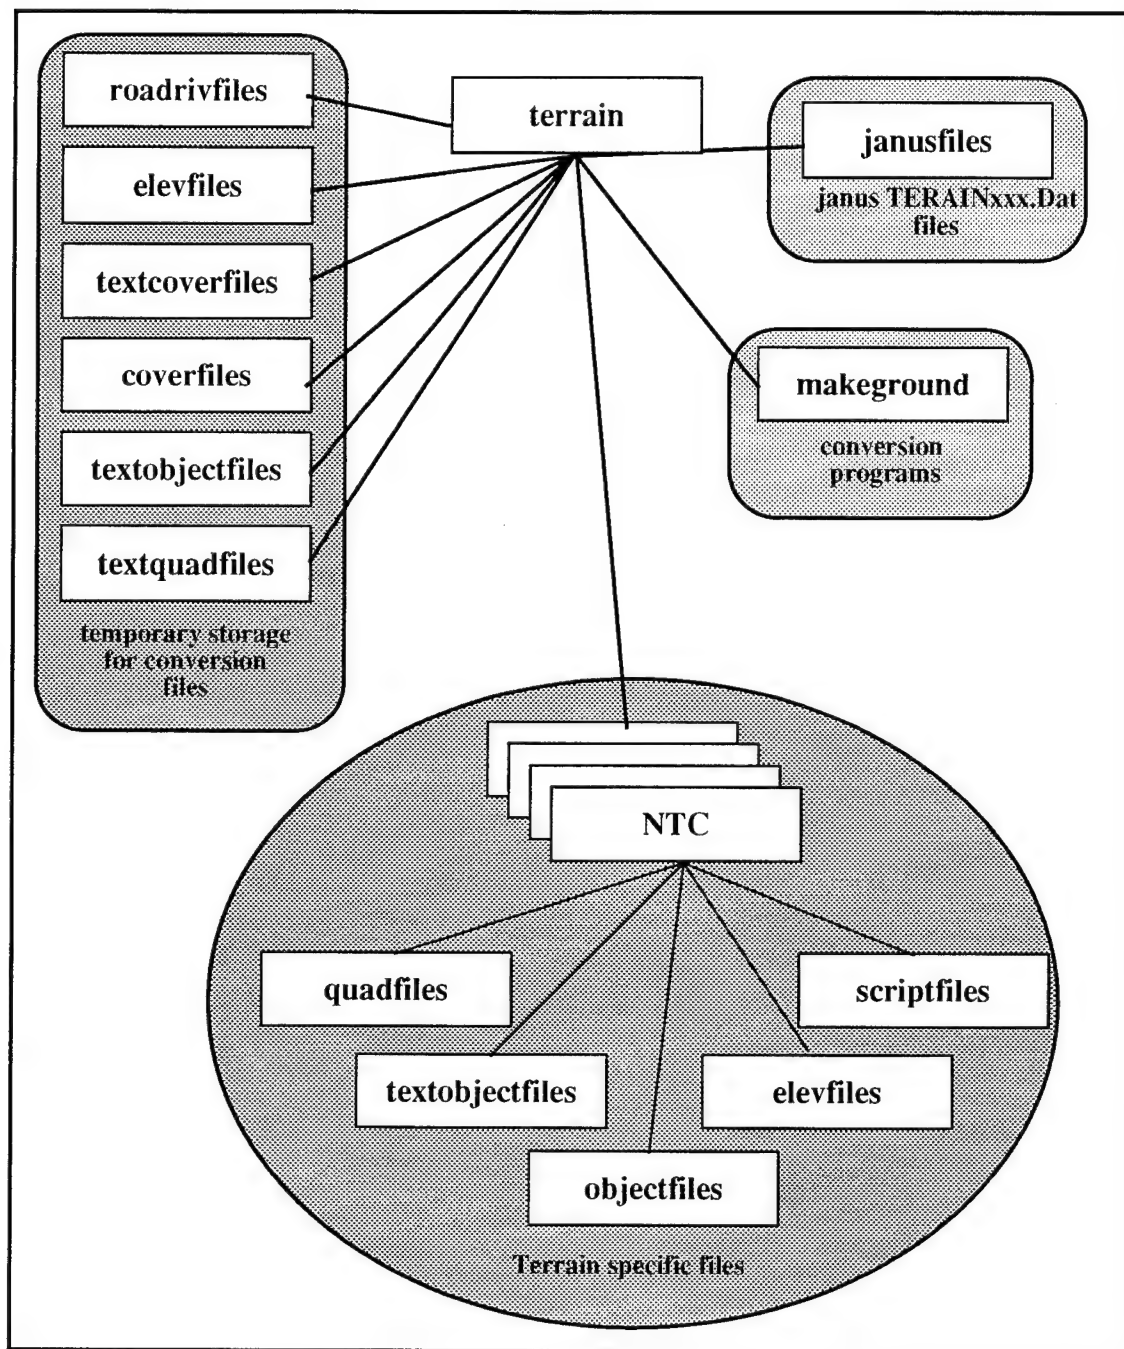 roadrivfiles
elevfiles
textcoverfiles
coverfiles
textobjectfiles
textquadfiles
temporary storage
for conversion
files
terrain
janusfiles
janus TERAINxxx.Dat
files
makeground
conversion
programs
NTC
quadfiles
scriptfiles
textobjectfiles
elevfiles
objectfiles
Terrain specific files